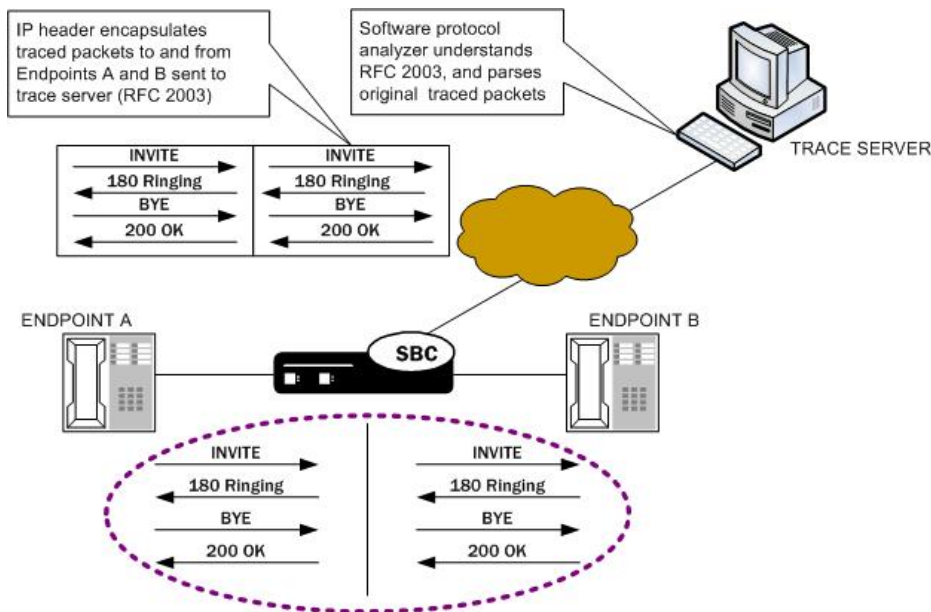 IP header encapsulates
traced packets to and from
Endpoints A and B sent to
trace server (RFC 2003)
Software protocol
analyzer understands
RFC 2003, and parses
original traced packets
TRACE SERVER
INVITE
INVITE
180 Ringing
180 Ringing
BYE
BYE
200 OK
200 OK
ENDPOINT A
ENDPOINT B
SBC
INVITE
INVITE
180 Ringing
180 Ringing
BYE
BYE
200 OK
200 OK